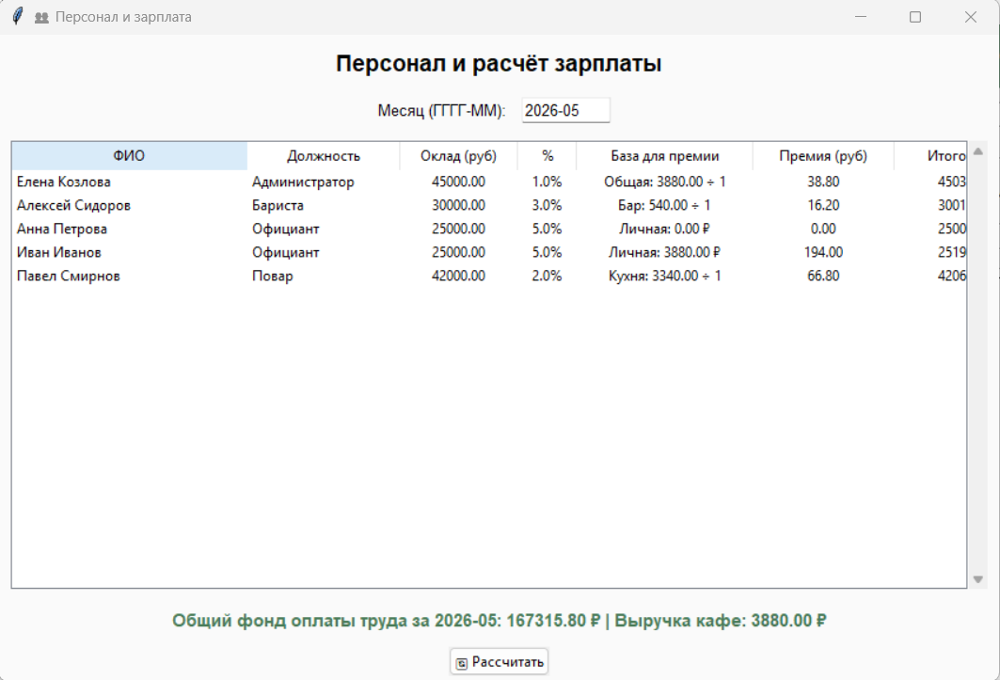 Персонал и зарплата
Персонал и расчёт зарплаты
Месяц (ГГГГ-ММ): 2026-05
ФИО Должность Оклад (руб) % База для премии Премия (руб) Итого
Елена Козлова Администратор 45000.00 1.0% Общая: 3880.00 ÷ 1 38.80 4503
Алексей Сидоров Бариста 30000.00 3.0% Бар: 540.00 ÷ 1 16.20 3001
Анна Петрова Официант 25000.00 5.0% Личная: 0.00 ₽ 0.00 2500
Иван Иванов Официант 25000.00 5.0% Личная: 3880.00 ₽ 194.00 2519
Павел Смирнов Повар 42000.00 2.0% Кухня: 3340.00 ÷ 1 66.80 4206
Общий фонд оплаты труда за 2026-05: 167315.80 ₽ | Выручка кафе: 3880.00 ₽
Рассчитать